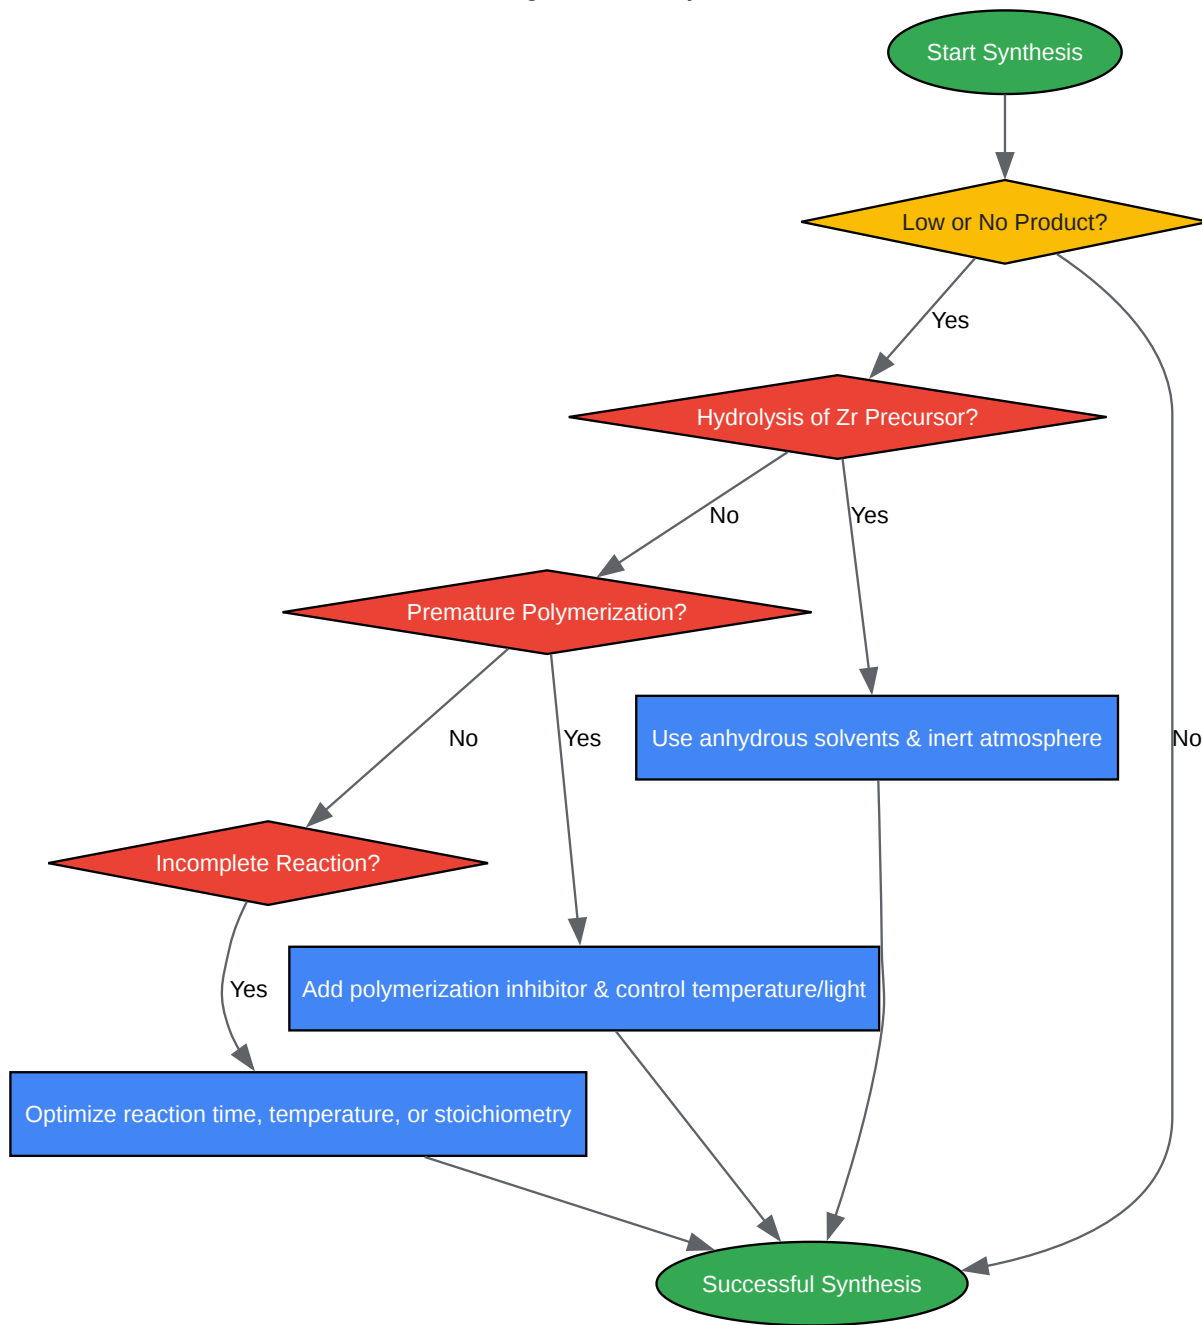 Start Synthesis
Low or No Product?
Yes
Hydrolysis of Zr Precursor?
No
Yes
Premature Polymerization?
Use anhydrous solvents & inert atmosphere
No
Yes
No
Incomplete Reaction?
Yes
Add polymerization inhibitor & control temperature/light
Optimize reaction time, temperature, or stoichiometry
Successful Synthesis